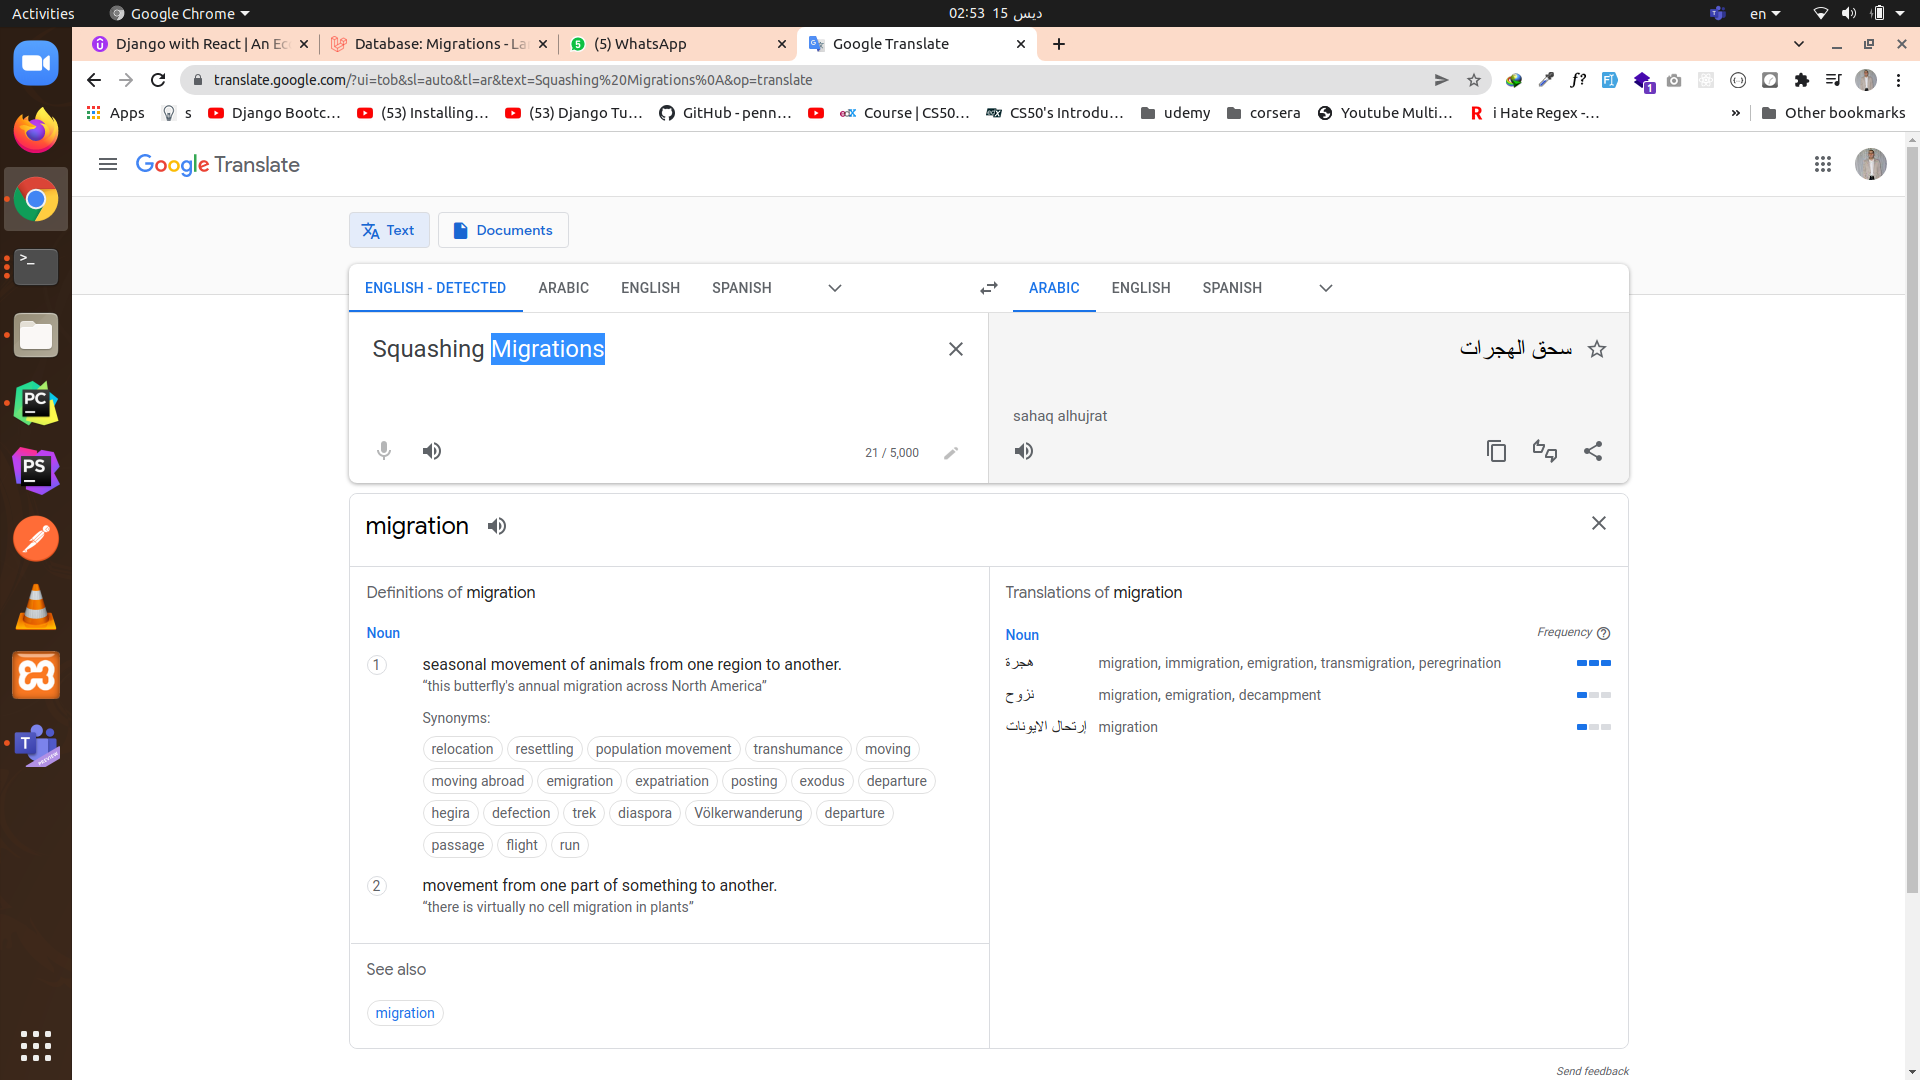 Activities
Google Chrome
02:53 15 ديس
en
Django with React | An Ec
Database: Migrations - La
(5) WhatsApp
Google Translate
translate.google.com/?ui=tob&sl=auto&tl=ar&text=Squashing%20Migrations%0A&op=translate
Apps
s
Django Bootc...
(53) Installing...
(53) Django Tu...
GitHub - penn...
Course | CS50...
CS50's Introdu...
udemy
corsera
Youtube Multi...
i Hate Regex -...
»
Other bookmarks
Google Translate
Text
Documents
ENGLISH - DETECTED
ARABIC
ENGLISH
SPANISH
ARABIC
ENGLISH
SPANISH
Squashing Migrations
سحق الهجرات
sahaq alhujrat
21 / 5,000
migration
Definitions of migration
Noun
1
seasonal movement of animals from one region to another.
“this butterfly's annual migration across North America”
Synonyms:
relocation resettling population movement transhumance moving
moving abroad emigration expatriation posting exodus departure
hegira defection trek diaspora Völkerwanderung departure
passage flight run
2
movement from one part of something to another.
“there is virtually no cell migration in plants”
See also
migration
Translations of migration
Noun
Frequency
هجرة migration, immigration, emigration, transmigration, peregrination
نزوح migration, emigration, decampment
إرتحال الايونات migration
Send feedback